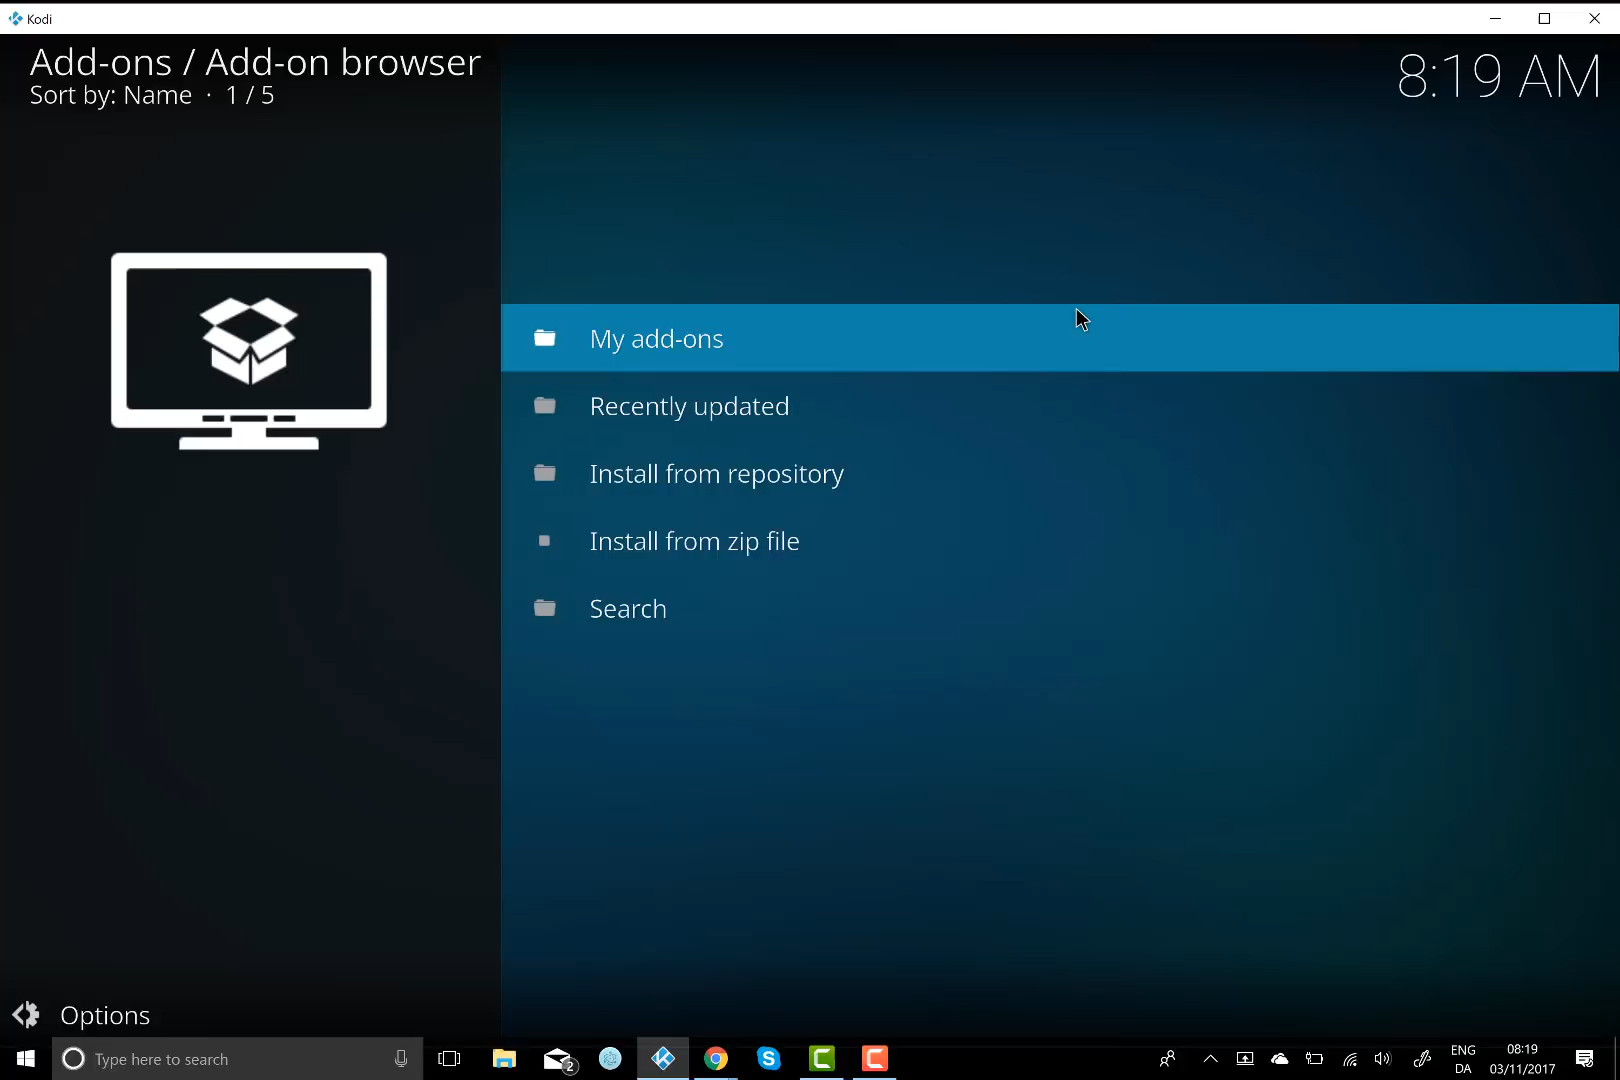 Kodi
Add-ons / Add-on browser
Sort by: Name · 1 / 5
8:19 AM
My add-ons
Recently updated
Install from repository
Install from zip file
Search
Options
Type here to search
2
ENG
DA
08:19
03/11/2017